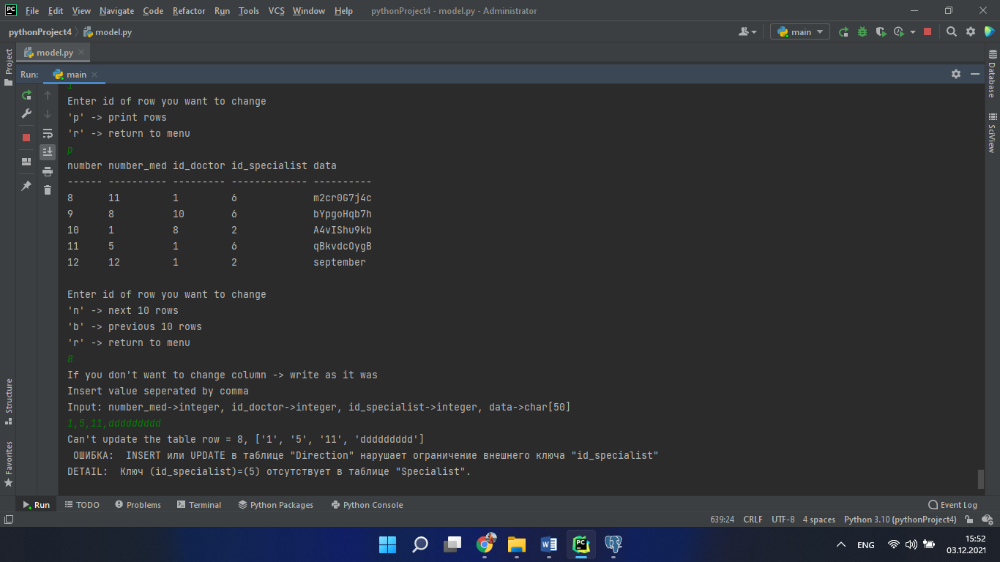 PC File Edit View Navigate Code Refactor Run Tools VCS Window Help pythonProject4 - model.py - Administrator
pythonProject4 model.py main
Project model.py
Run: main
1
Enter id of row you want to change
'p' -> print rows
'r' -> return to menu
p
number number_med id_doctor id_specialist data
------ ---------- --------- ------------- ----------
8 11 1 6 m2cr0G7j4c
9 8 10 6 bYpgoHqb7h
10 1 8 2 A4vIShu9kb
11 5 1 6 qBkvdcOygB
12 12 1 2 september
Enter id of row you want to change
'n' -> next 10 rows
'b' -> previous 10 rows
'r' -> return to menu
8
If you don't want to change column -> write as it was
Insert value seperated by comma
Input: number_med->integer, id_doctor->integer, id_specialist->integer, data->char[50]
1,5,11,ddddddddd
Can't update the table row = 8, ['1', '5', '11', 'ddddddddd']
ОШИБКА: INSERT или UPDATE в таблице "Direction" нарушает ограничение внешнего ключа "id_specialist"
DETAIL: Ключ (id_specialist)=(5) отсутствует в таблице "Specialist".
Structure
Favorites
Database
SciView
Run TODO Problems Terminal Python Packages Python Console Event Log
639:24 CRLF UTF-8 4 spaces Python 3.10 (pythonProject4)
W PC ENG 15:52
03.12.2021